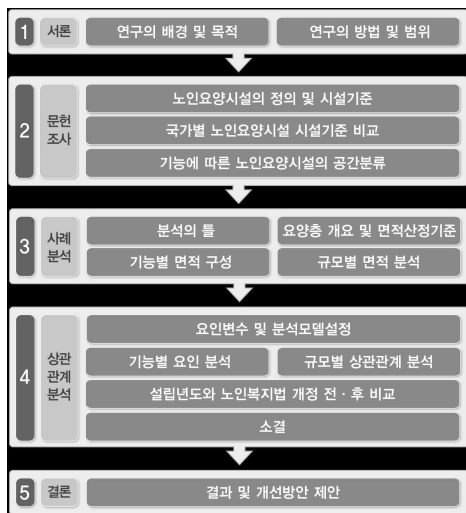 1 서론 연구의 배경 및 목적 연구의 방법 및 범위
2 문헌 조사
노인요양시설의 정의 및 시설기준
국가별 노인요양시설 시설기준 비교
기능에 따른 노인요양시설의 공간분류
3 사례 분석
분석의 틀 요양층 개요 및 면적산정기준
기능별 면적 구성 규모별 면적 분석
4 상관 관계 분석
요인변수 및 분석모델설정
기능별 요인 분석 규모별 상관관계 분석
설립년도와 노인복지법 개정 전·후 비교
소결
5 결론 결과 및 개선방안 제안